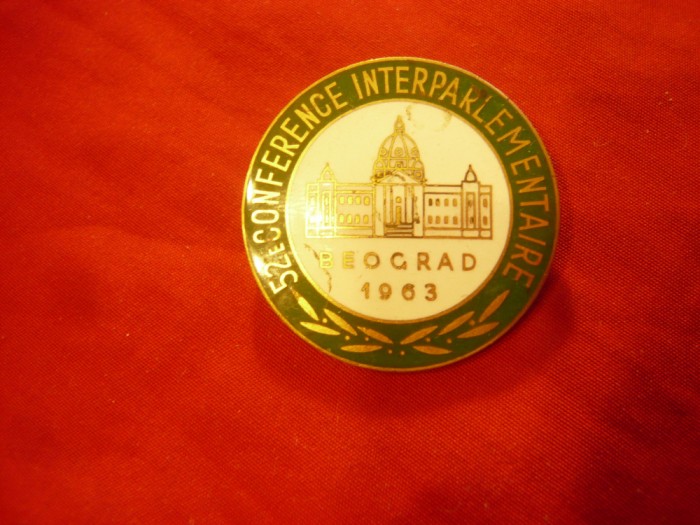 52e CONFERENCE INTERPARLEMENTAIRE
BEOGRAD
1963